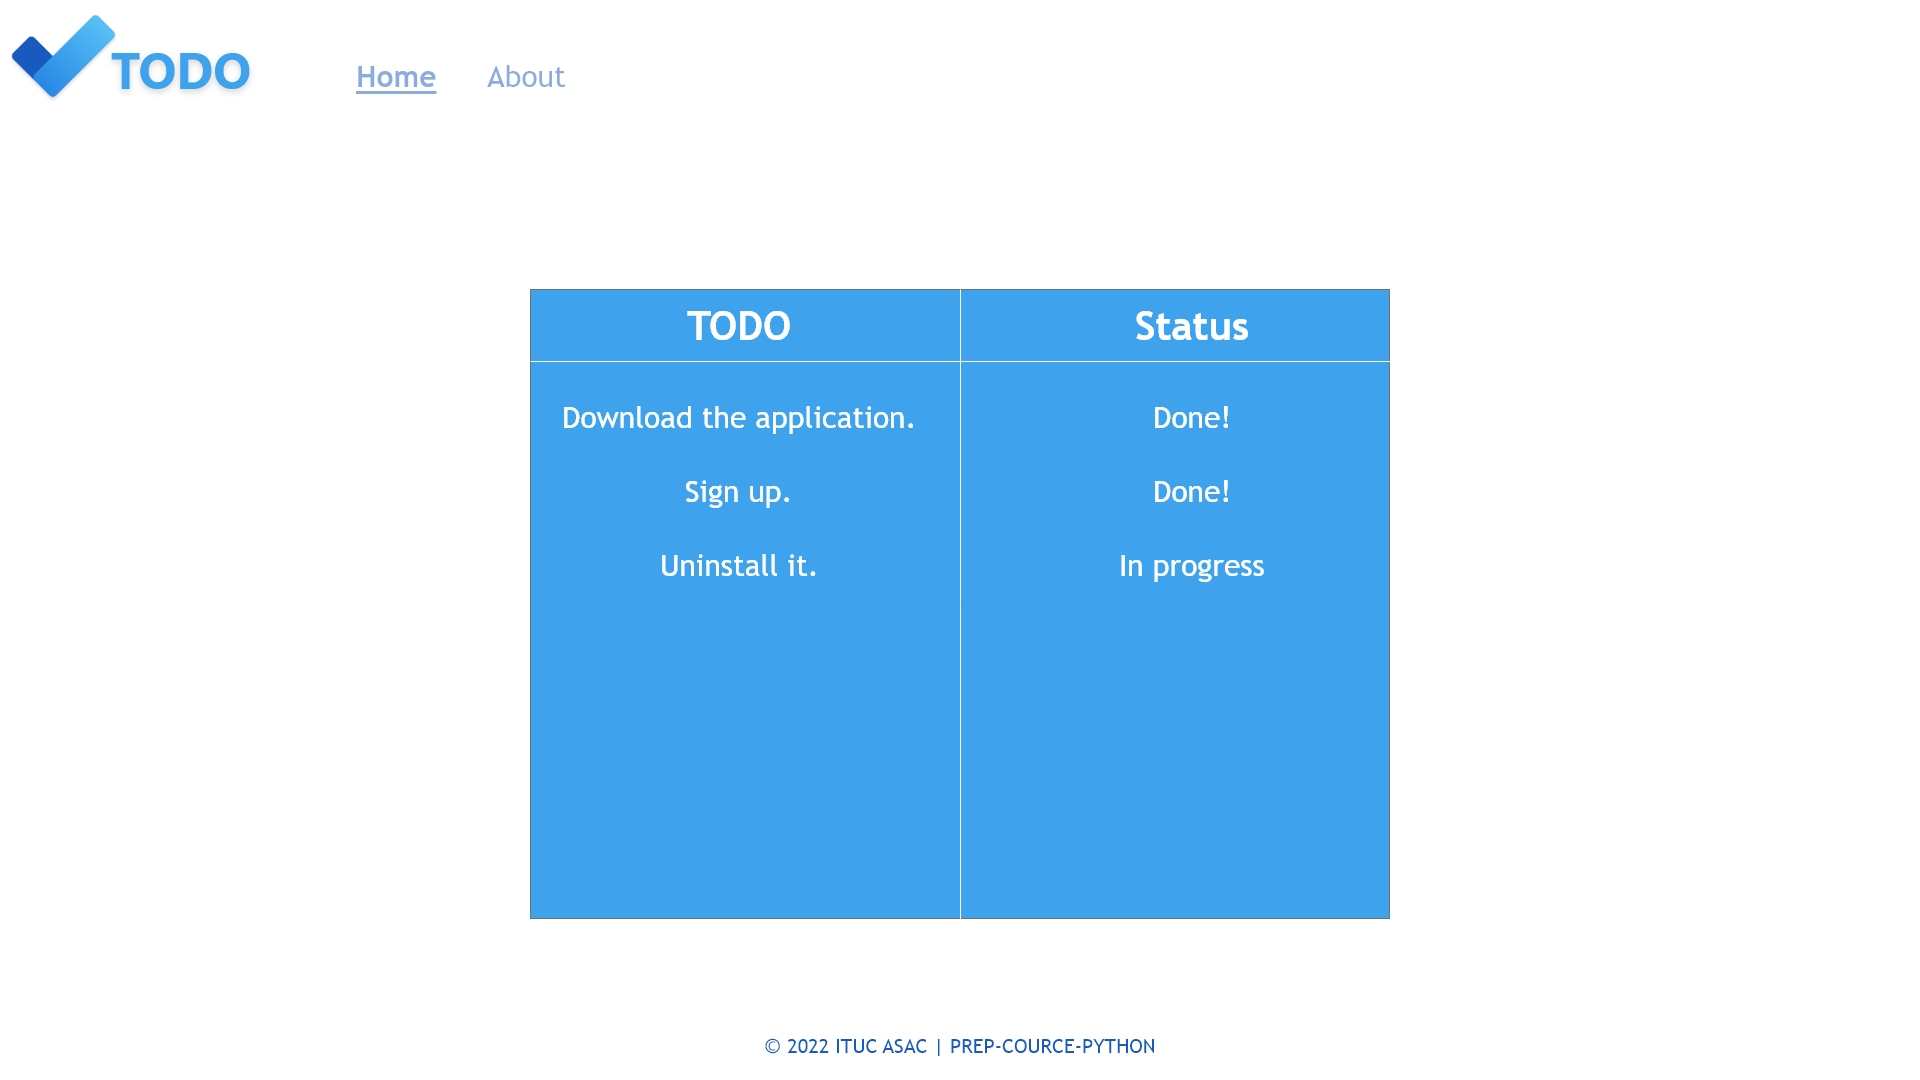 TODO
Home About
TODO Status
Download the application. Done!
Sign up. Done!
Uninstall it. In progress
© 2022 ITUC ASAC | PREP-COURCE-PYTHON